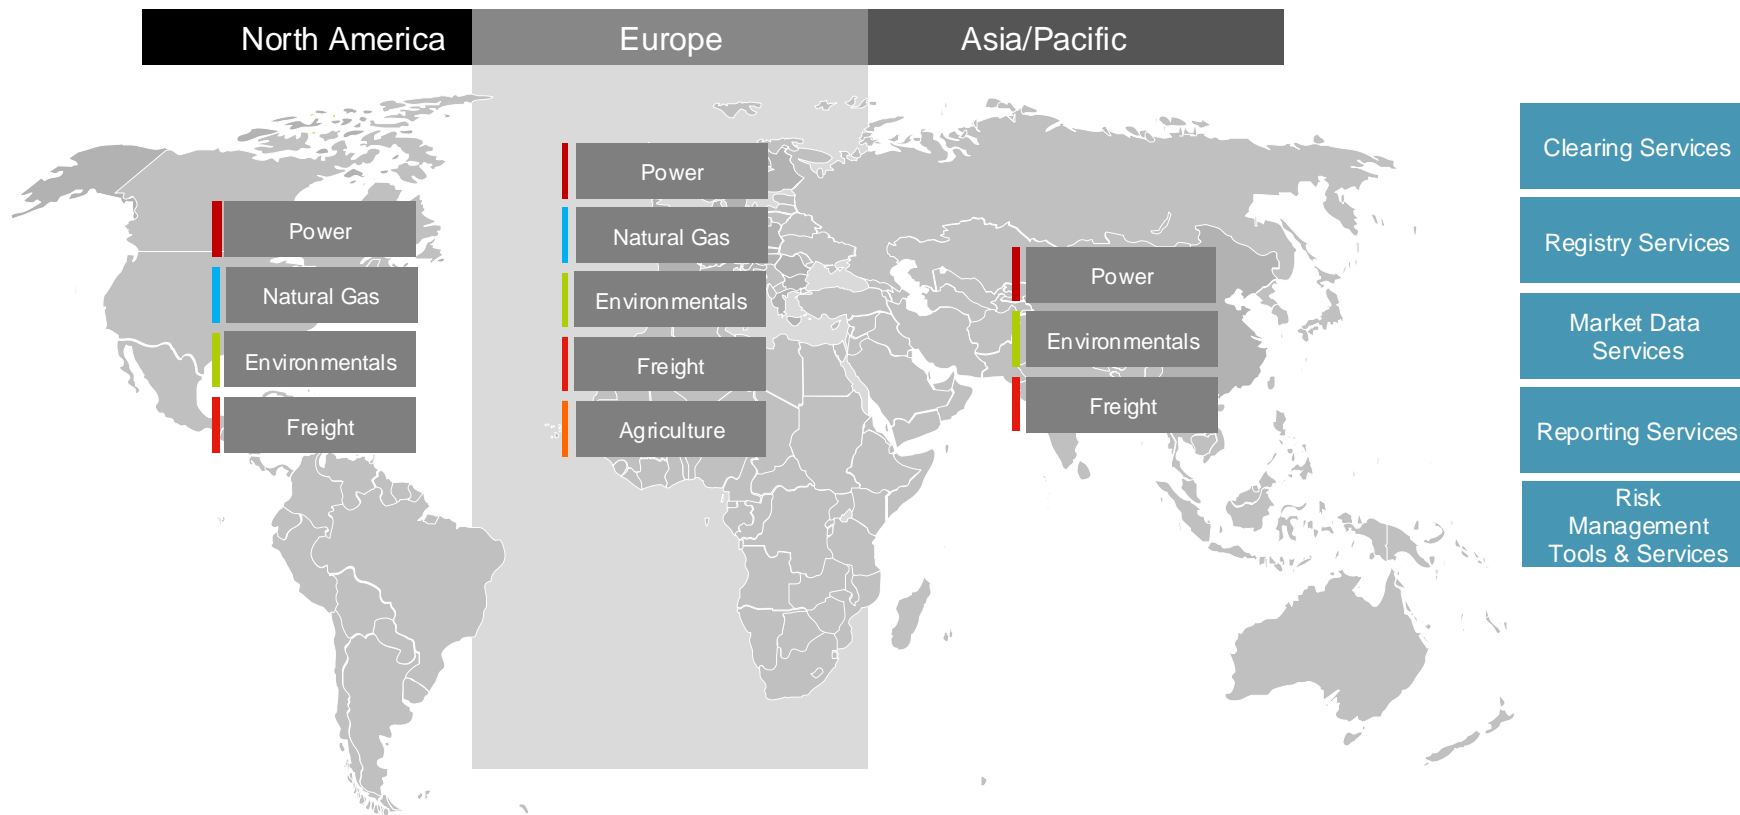 North America
Europe
Asia/Pacific
Power
Natural Gas
Environmentals
Freight
Power
Natural Gas
Environmentals
Freight
Agriculture
Power
Environmentals
Freight
Clearing Services
Registry Services
Market Data
Services
Reporting Services
Risk
Management
Tools & Services